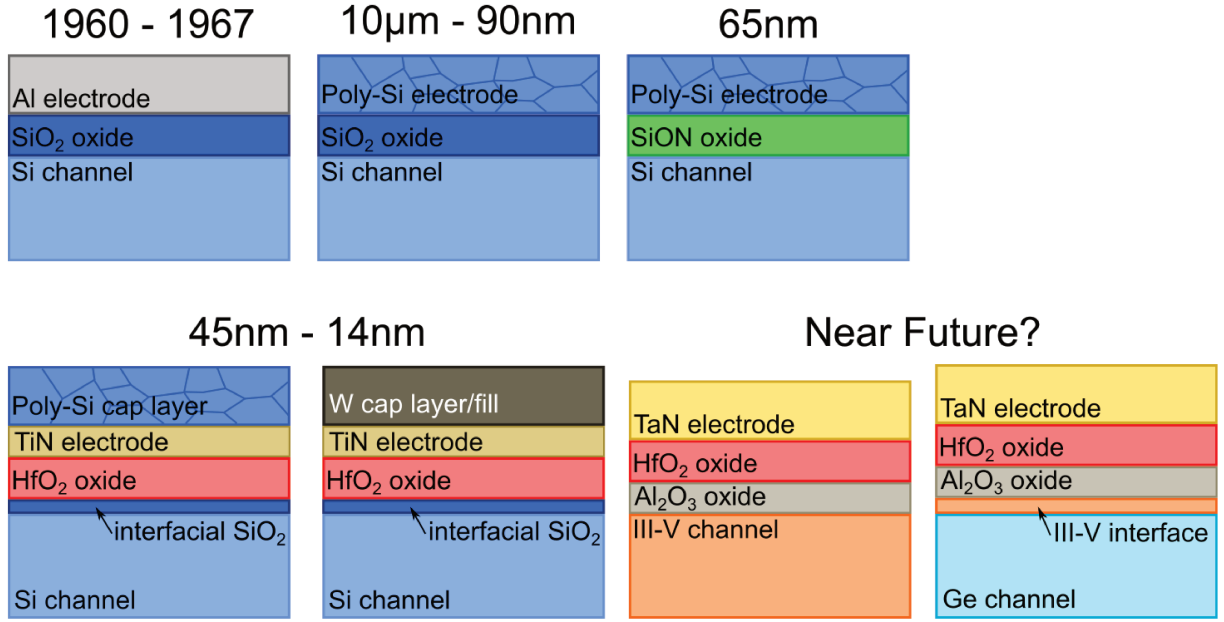 1960 - 1967
10µm - 90nm
65nm
Al electrode
SiO₂ oxide
Si channel
Poly-Si electrode
SiO₂ oxide
Si channel
Poly-Si electrode
SiON oxide
Si channel
45nm - 14nm
Near Future?
Poly-Si cap layer
TiN electrode
HfO₂ oxide
interfacial SiO₂
Si channel
W cap layer/fill
TiN electrode
HfO₂ oxide
interfacial SiO₂
Si channel
TaN electrode
HfO₂ oxide
Al₂O₃ oxide
III-V channel
TaN electrode
HfO₂ oxide
Al₂O₃ oxide
III-V interface
Ge channel